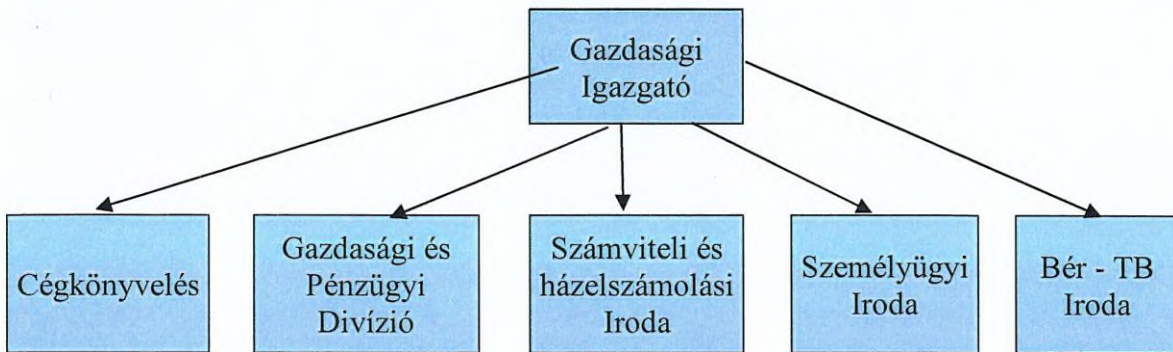 Gazdasági
Igazgató
Cégkönyvelés
Gazdasági és
Pénzügyi
Divízió
Számviteli és
házelszámolási
Iroda
Személyügyi
Iroda
Bér - TB
Iroda